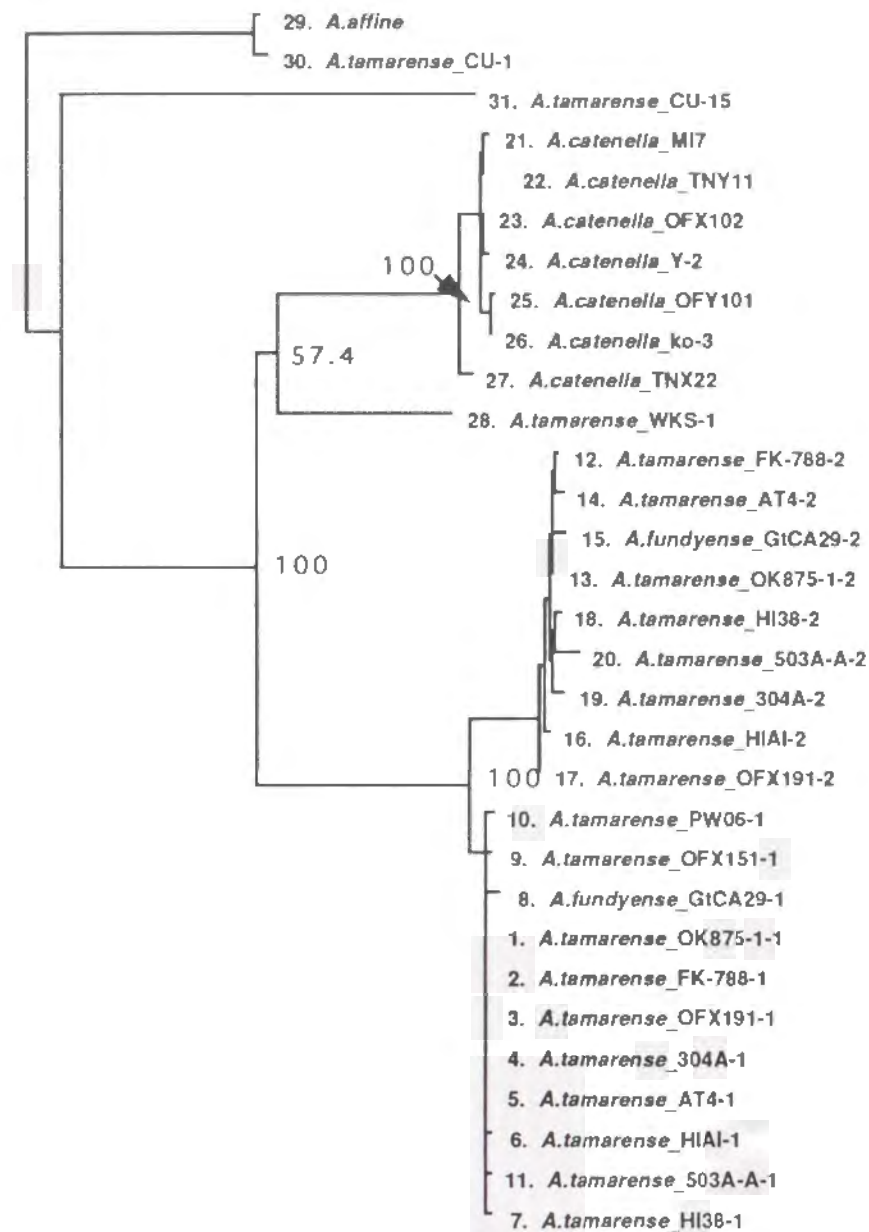 29. A.affine
30. A.tamarense_CU-1
31. A.tamarense_CU-15
21. A.catenella_MI7
22. A.catenella_TNY11
23. A.catenella_OFX102
100
24. A.catenella_Y-2
25. A.catenella_OFY101
26. A.catenella_ko-3
57.4
27. A.catenella_TNX22
28. A.tamarense_WKS-1
12. A.tamarense_FK-788-2
14. A.tamarense_AT4-2
15. A.fundyense_GtCA29-2
100
13. A.tamarense_OK875-1-2
18. A.tamarense_HI38-2
20. A.tamarense_503A-A-2
19. A.tamarense_304A-2
16. A.tamarense_HIAI-2
100
17. A.tamarense_OFX191-2
10. A.tamarense_PW06-1
9. A.tamarense_OFX151-1
8. A.fundyense_GtCA29-1
1. A.tamarense_OK875-1-1
2. A.tamarense_FK-788-1
3. A.tamarense_OFX191-1
4. A.tamarense_304A-1
5. A.tamarense_AT4-1
6. A.tamarense_HIAI-1
11. A.tamarense_503A-A-1
7. A.tamarense_HI38-1